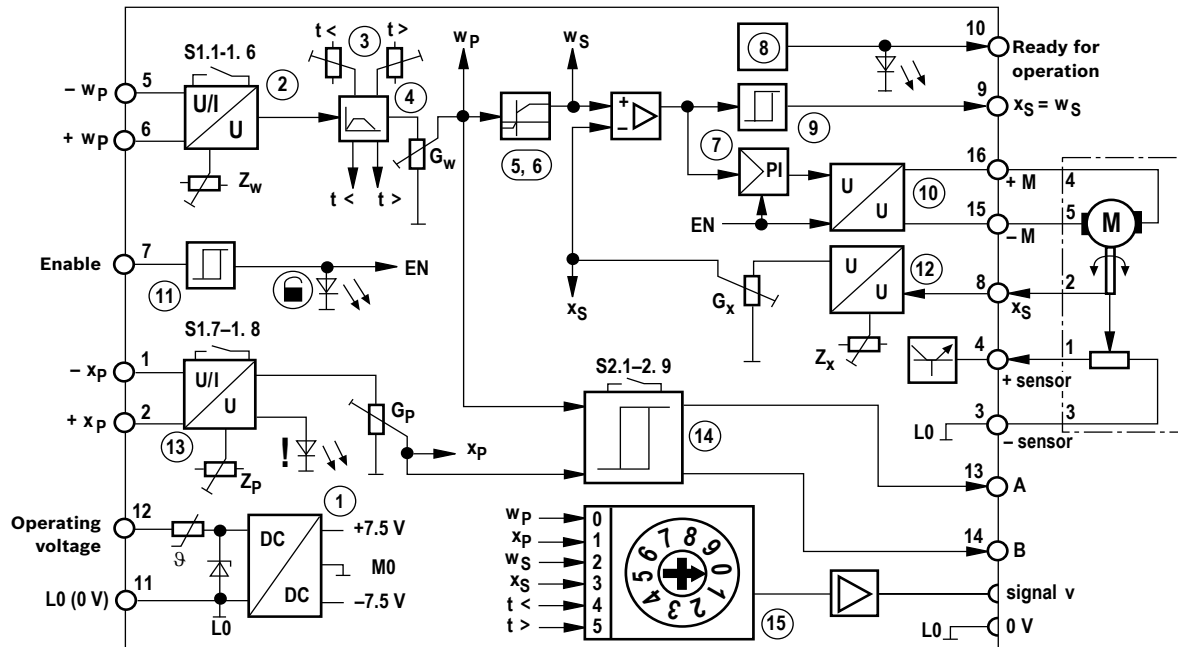 S1.1-1. 6
t <
t >
3
2
4
− wP
5
+ wP
6
U/I
U
Zw
t <
t >
Gw
wP
wS
5, 6
+
−
7
PI
EN
8
9
10
Ready for
operation
9
xS = wS
U
U
10
16
+ M
15
− M
4
5
M
Enable
7
11
EN
xS
Gx
U
U
12
Zx
8
xS
2
4
+ sensor
1
L0
3
− sensor
3
S1.7–1. 8
1
− xP
2
+ xP
U/I
U
13
ZP
!
GP
xP
S2.1–2. 9
14
13
A
14
B
Operating
voltage
12
ϑ
1
DC
DC
+7.5 V
M0
−7.5 V
L0 (0 V)
11
L0
wP
0
xP
1
wS
2
xS
3
t <
4
t >
5
0
1
2
3
4
5
6
7
8
9
15
signal v
L0
0 V